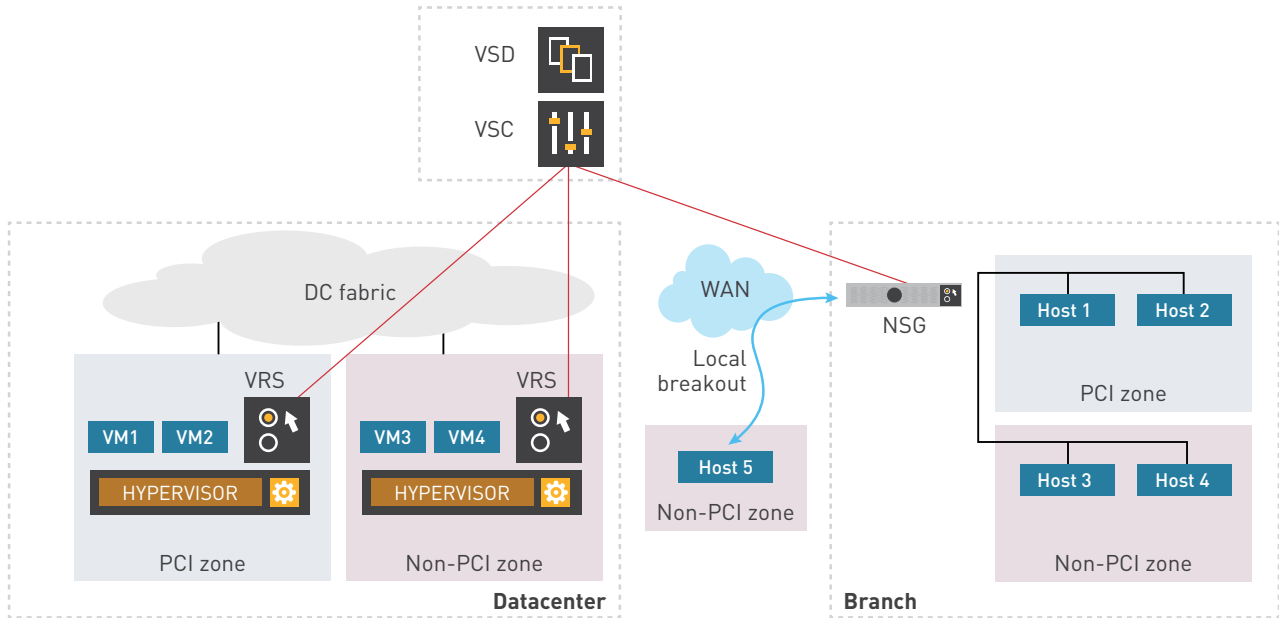 VSD
VSC
DC fabric
WAN
NSG
Host 1
Host 2
PCI zone
Local
breakout
VRS
VM1
VM2
HYPERVISOR
PCI zone
VRS
VM3
VM4
HYPERVISOR
Non-PCI zone
Datacenter
Host 5
Non-PCI zone
Host 3
Host 4
Non-PCI zone
Branch